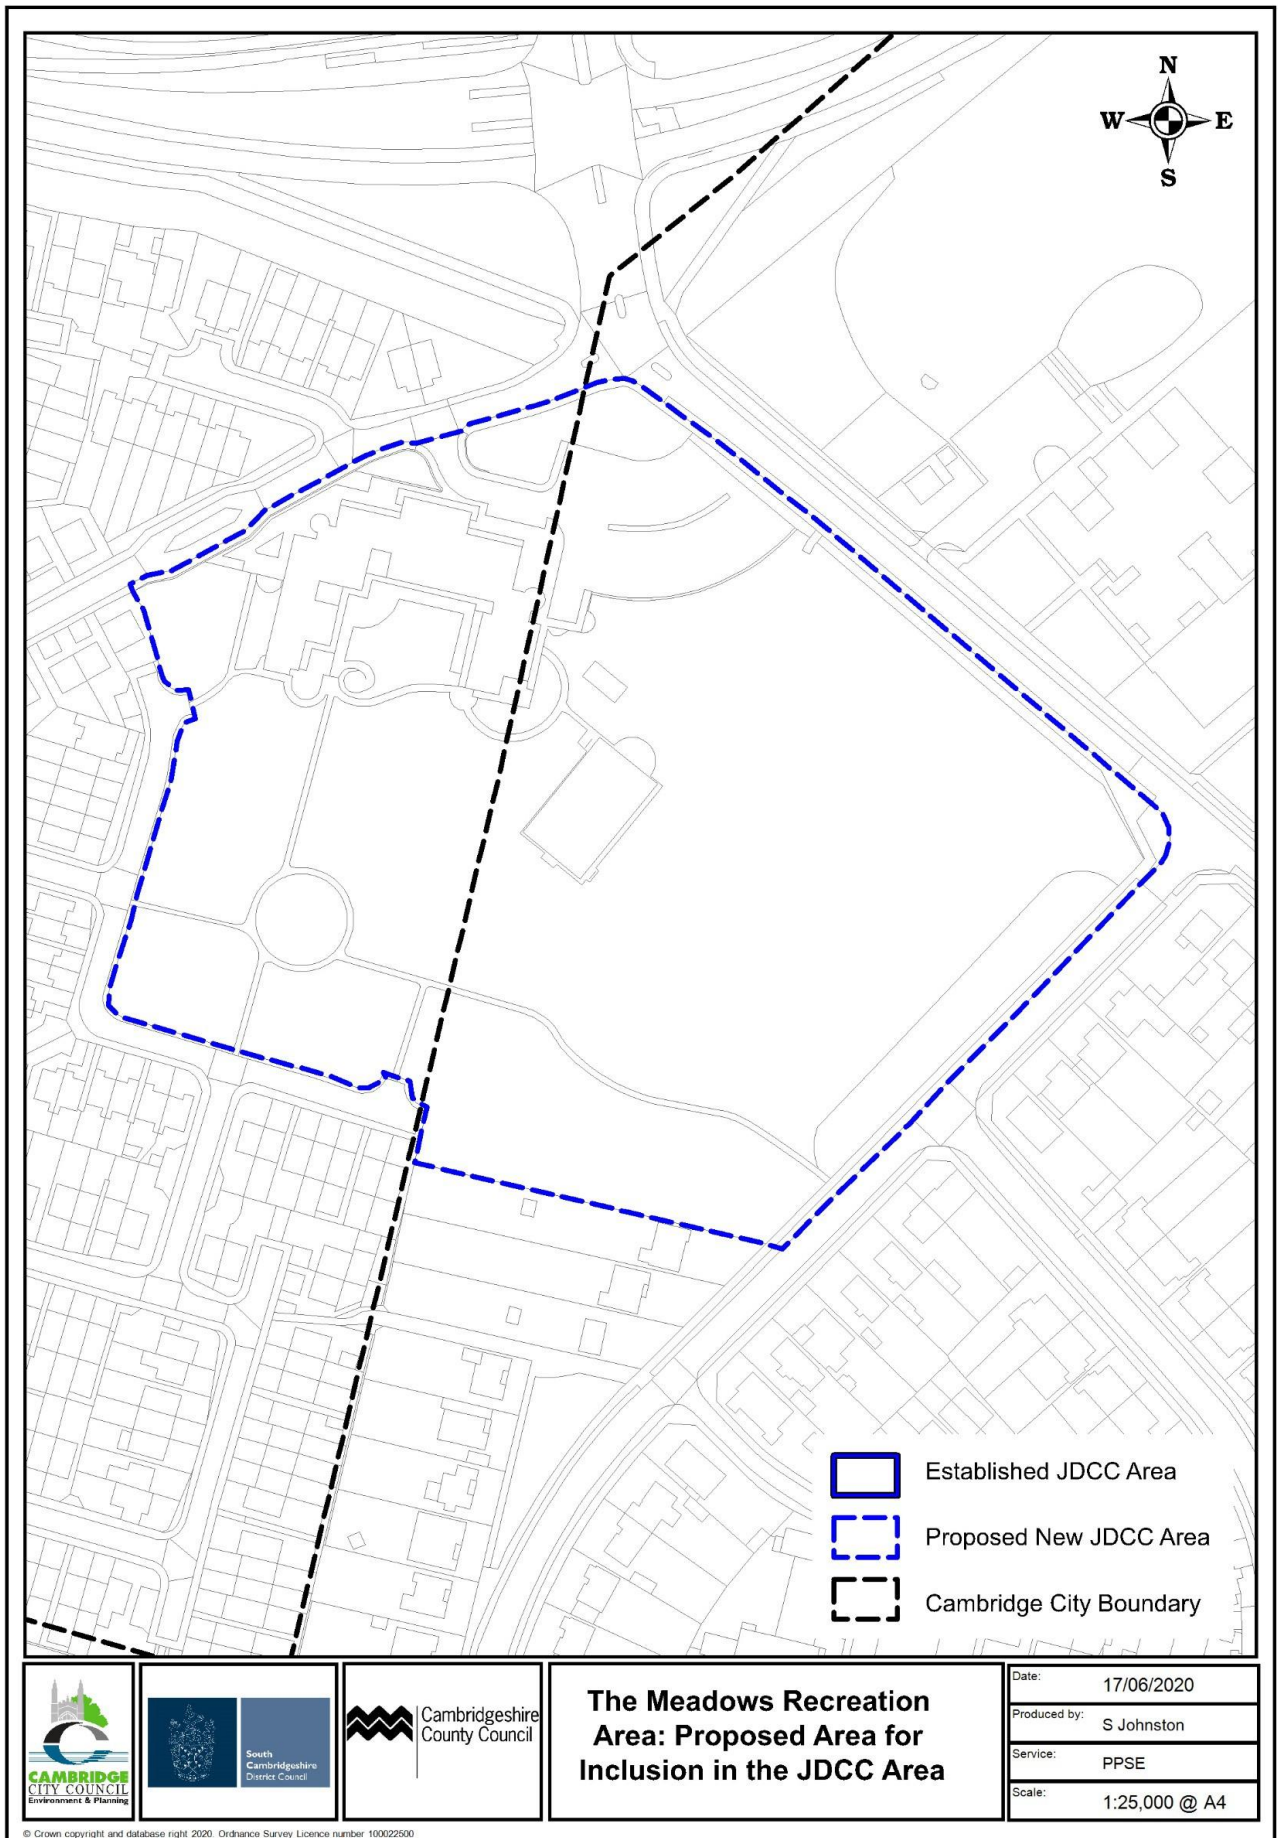 N
W E
S
Established JDCC Area
Proposed New JDCC Area
Cambridge City Boundary
CAMBRIDGE
CITY COUNCIL
Environment & Planning
South
Cambridgeshire
District Council
Cambridgeshire
County Council
The Meadows Recreation
Area: Proposed Area for
Inclusion in the JDCC Area
Date: 17/06/2020
Produced by: S Johnston
Service: PPSE
Scale: 1:25,000 @ A4
© Crown copyright and database right 2020. Ordnance Survey Licence number 100022500